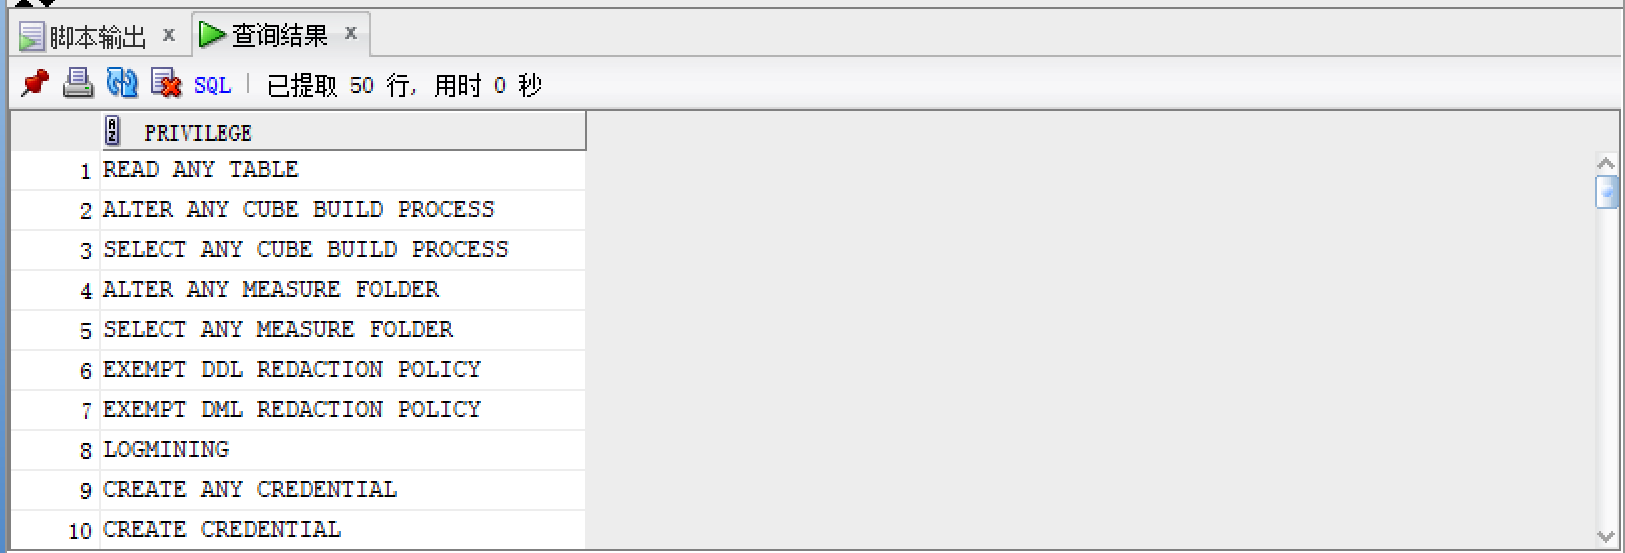 脚本输出 x 查询结果 x
SQL | 已提取 50 行, 用时 0 秒
PRIVILEGE
1 READ ANY TABLE
2 ALTER ANY CUBE BUILD PROCESS
3 SELECT ANY CUBE BUILD PROCESS
4 ALTER ANY MEASURE FOLDER
5 SELECT ANY MEASURE FOLDER
6 EXEMPT DDL REDACTION POLICY
7 EXEMPT DML REDACTION POLICY
8 LOGMINING
9 CREATE ANY CREDENTIAL
10 CREATE CREDENTIAL